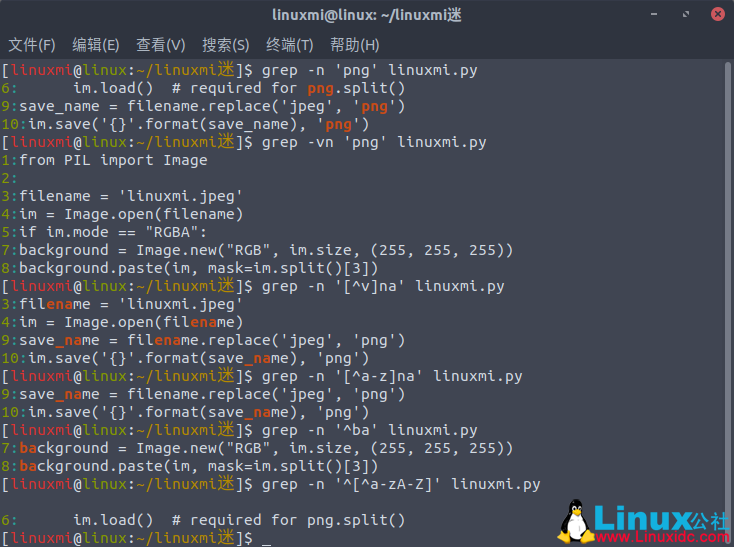 linuxmi@linux: ~/linuxmi迷
文件(F) 编辑(E) 查看(V) 搜索(S) 终端(T) 帮助(H)
[linuxmi@linux:~/linuxmi迷]$ grep -n 'png' linuxmi.py
6:      im.load()  # required for png.split()
9:save_name = filename.replace('jpeg', 'png')
10:im.save('{}'.format(save_name), 'png')
[linuxmi@linux:~/linuxmi迷]$ grep -vn 'png' linuxmi.py
1:from PIL import Image
2:
3:filename = 'linuxmi.jpeg'
4:im = Image.open(filename)
5:if im.mode == "RGBA":
7:background = Image.new("RGB", im.size, (255, 255, 255))
8:background.paste(im, mask=im.split()[3])
[linuxmi@linux:~/linuxmi迷]$ grep -n '[^v]na' linuxmi.py
3:filename = 'linuxmi.jpeg'
4:im = Image.open(filename)
9:save_name = filename.replace('jpeg', 'png')
10:im.save('{}'.format(save_name), 'png')
[linuxmi@linux:~/linuxmi迷]$ grep -n '[^a-z]na' linuxmi.py
9:save_name = filename.replace('jpeg', 'png')
10:im.save('{}'.format(save_name), 'png')
[linuxmi@linux:~/linuxmi迷]$ grep -n '^ba' linuxmi.py
7:background = Image.new("RGB", im.size, (255, 255, 255))
8:background.paste(im, mask=im.split()[3])
[linuxmi@linux:~/linuxmi迷]$ grep -n '^[^a-zA-Z]' linuxmi.py
6:      im.load()  # required for png.split()
[linuxmi@linux:~/linuxmi迷]$ _
Linux公社
www.Linuxidc.com